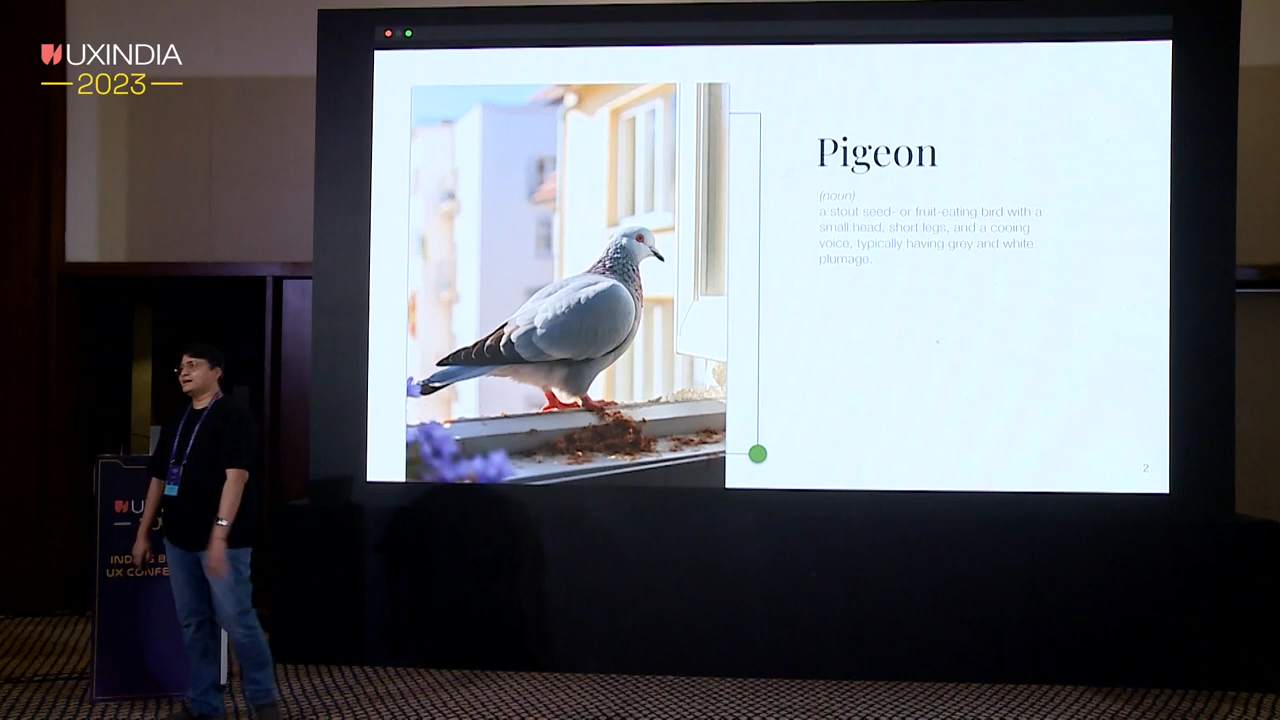 UXINDIA
2023
Pigeon
(noun)
a stout seed- or fruit-eating bird with a
small head, short legs, and a cooing
voice, typically having grey and white
plumage.
2
UX
UX CONFE